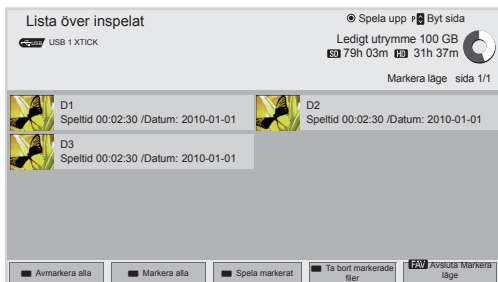 Lista över inspelat
Spela upp P Byt sida
USB USB 1 XTICK
Ledigt utrymme 100 GB
SD 79h 03m HD 31h 37m
Markera läge sida 1/1
D1
Speltid 00:02:30 /Datum: 2010-01-01
D2
Speltid 00:02:30 /Datum: 2010-01-01
D3
Speltid 00:02:30 /Datum: 2010-01-01
Avmarkera alla
Markera alla
Spela markerat
Ta bort markerade
filer
FAV Avsluta Markera
läge